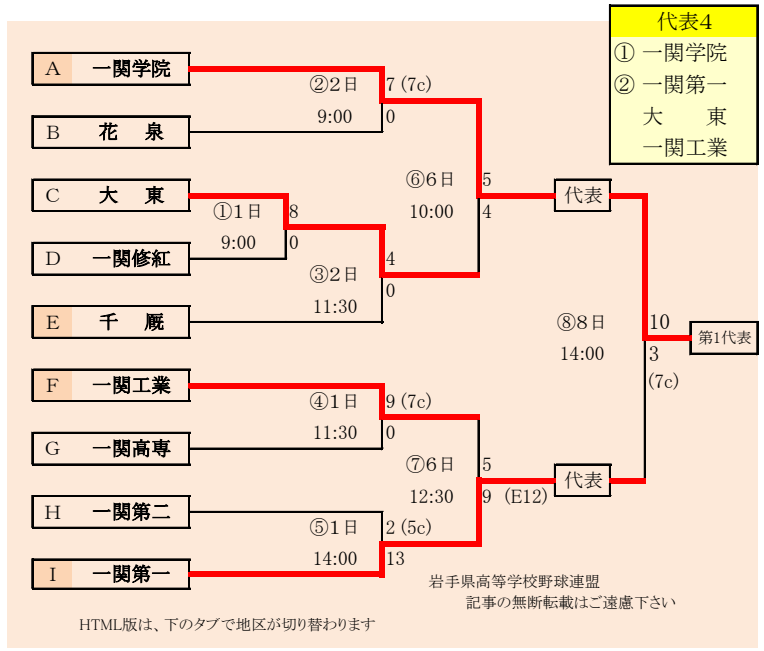 代表4
① 一関学院
② 一関第一
大　東
一関工業
A 一関学院
②2日 7 (7c)
9:00 0
B 花　泉
⑥6日 5
10:00 4
代表
C 大　東
①1日 8
9:00 0
D 一関修紅
4
③2日 0
11:30
E 千　厩
⑧8日 10
14:00 3
(7c)
第1代表
F 一関工業
④1日 9 (7c)
11:30 0
G 一関高専
⑦6日 5
12:30 9 (E12)
代表
H 一関第二
⑤1日 2 (5c)
14:00 13
I 一関第一
岩手県高等学校野球連盟
記事の無断転載はご遠慮下さい
HTML版は、下のタブで地区が切り替わります